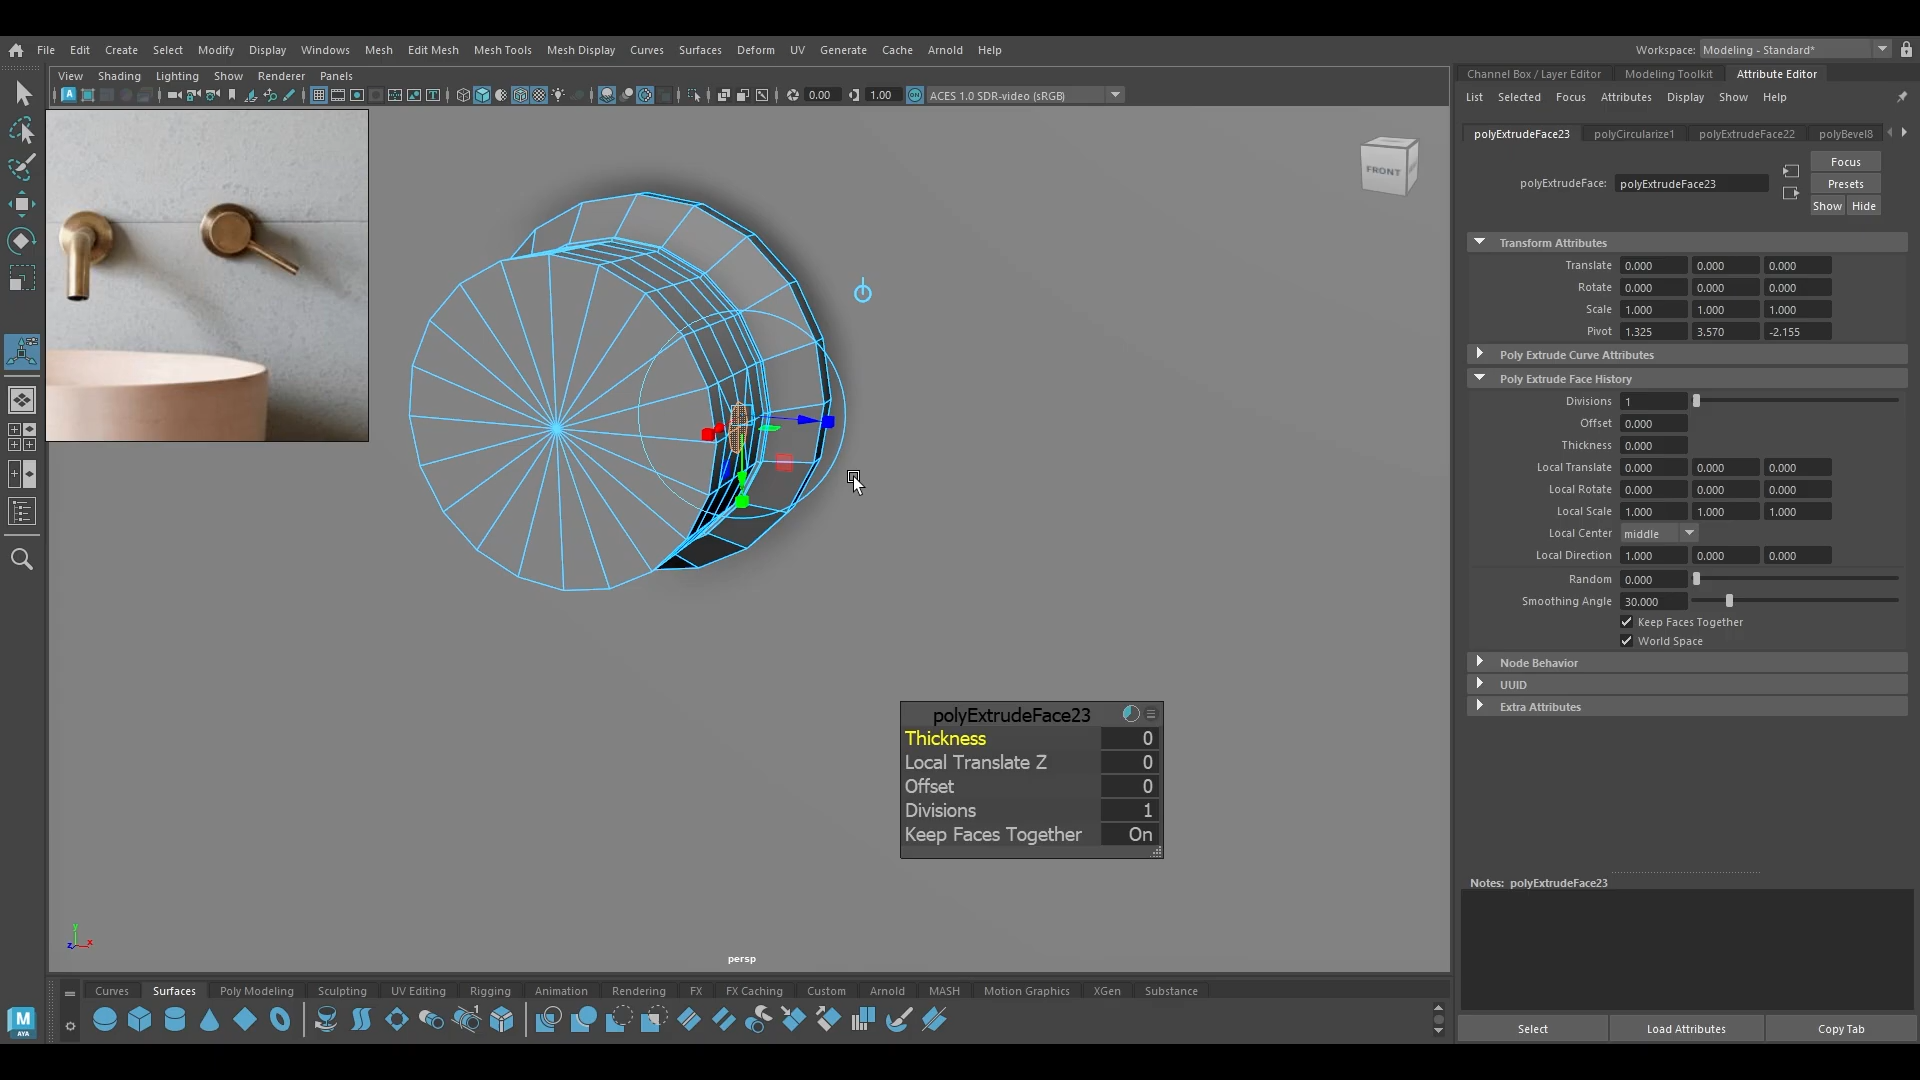 File Edit Create Select Modify Display Windows Mesh Edit Mesh Mesh Tools Mesh Display Curves Surfaces Deform UV Generate Cache Arnold Help
Workspace: Modeling - Standard*
View Shading Lighting Show Renderer Panels
0.00 1.00 ON ACES 1.0 SDR-video (sRGB)
FRONT
polyExtrudeFace23
Thickness 0
Local Translate Z 0
Offset 0
Divisions 1
Keep Faces Together On
y
z x
persp
Channel Box / Layer Editor Modeling Toolkit Attribute Editor
List Selected Focus Attributes Display Show Help
polyExtrudeFace23 polyCircularize1 polyExtrudeFace22 polyBevel8
Focus
polyExtrudeFace: polyExtrudeFace23 Presets
Show Hide
Transform Attributes
Translate 0.000 0.000 0.000
Rotate 0.000 0.000 0.000
Scale 1.000 1.000 1.000
Pivot 1.325 3.570 -2.155
Poly Extrude Curve Attributes
Poly Extrude Face History
Divisions 1
Offset 0.000
Thickness 0.000
Local Translate 0.000 0.000 0.000
Local Rotate 0.000 0.000 0.000
Local Scale 1.000 1.000 1.000
Local Center middle
Local Direction 1.000 0.000 0.000
Random 0.000
Smoothing Angle 30.000
Keep Faces Together
World Space
Node Behavior
UUID
Extra Attributes
Notes: polyExtrudeFace23
Select Load Attributes Copy Tab
Curves Surfaces Poly Modeling Sculpting UV Editing Rigging Animation Rendering FX FX Caching Custom Arnold MASH Motion Graphics XGen Substance
M
AYA